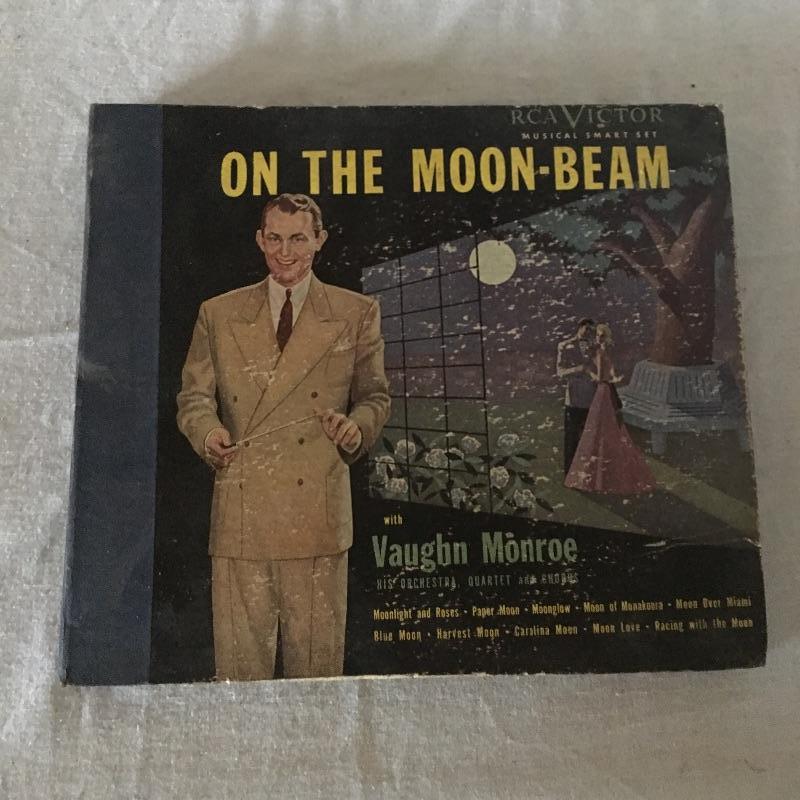 RCA VICTOR
MUSICAL SMART SET
ON THE MOON-BEAM
with
Vaughn Monroe
HIS ORCHESTRA, QUARTET and CHORUS
Moonlight and Roses • Paper Moon • Moonglow • Moon of Manakoora • Moon Over Miami
Blue Moon • Harvest Moon • Carolina Moon • Moon Love • Racing with the Moon